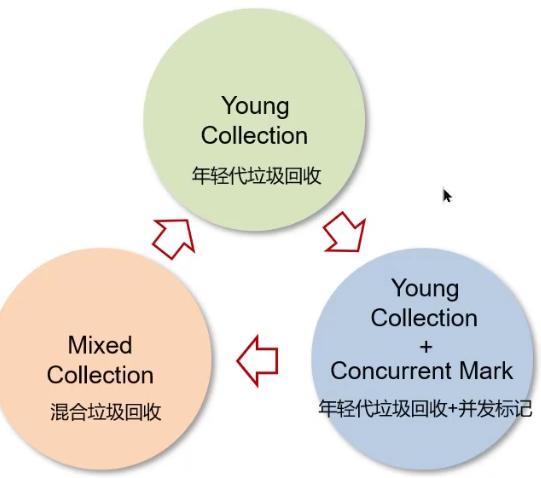 Young
Collection
年轻代垃圾回收
Young
Collection
+
Concurrent Mark
年轻代垃圾回收+并发标记
Mixed
Collection
混合垃圾回收